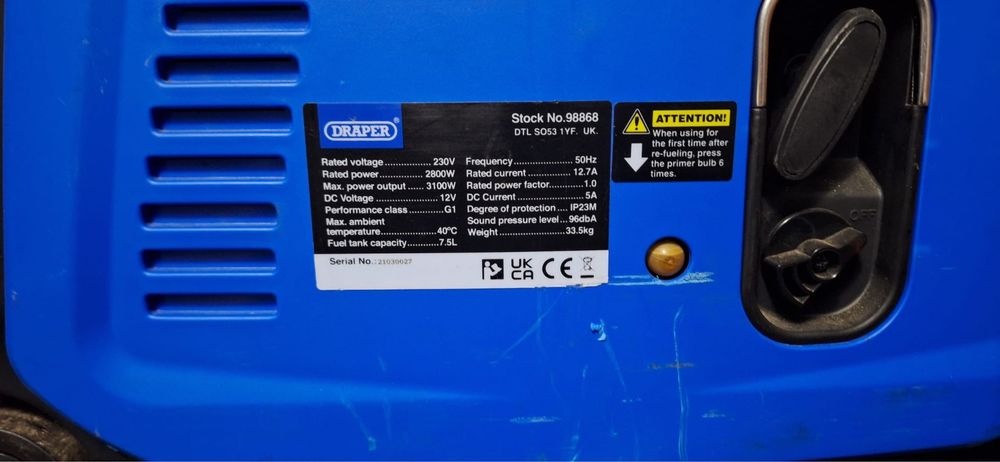 DRAPER
Stock No.98868
DTL SO53 1YF. UK.
Rated voltage .............. 230V
Rated power ............... 2800W
Max. power output ...... 3100W
DC Voltage .................. 12V
Performance class ......... G1
Max. ambient
temperature ............... 40°C
Fuel tank capacity .......... 7.5L
Frequency ................. 50Hz
Rated current ............. 12.7A
Rated power factor .......... 1.0
DC Current .................. 5A
Degree of protection ... IP23M
Sound pressure level ... 96dbA
Weight .................... 33.5kg
Serial No.: 21030027
UK
CA CE
ATTENTION!
When using for
the first time after
re-fueling, press
the primer bulb 6
times.
OFF